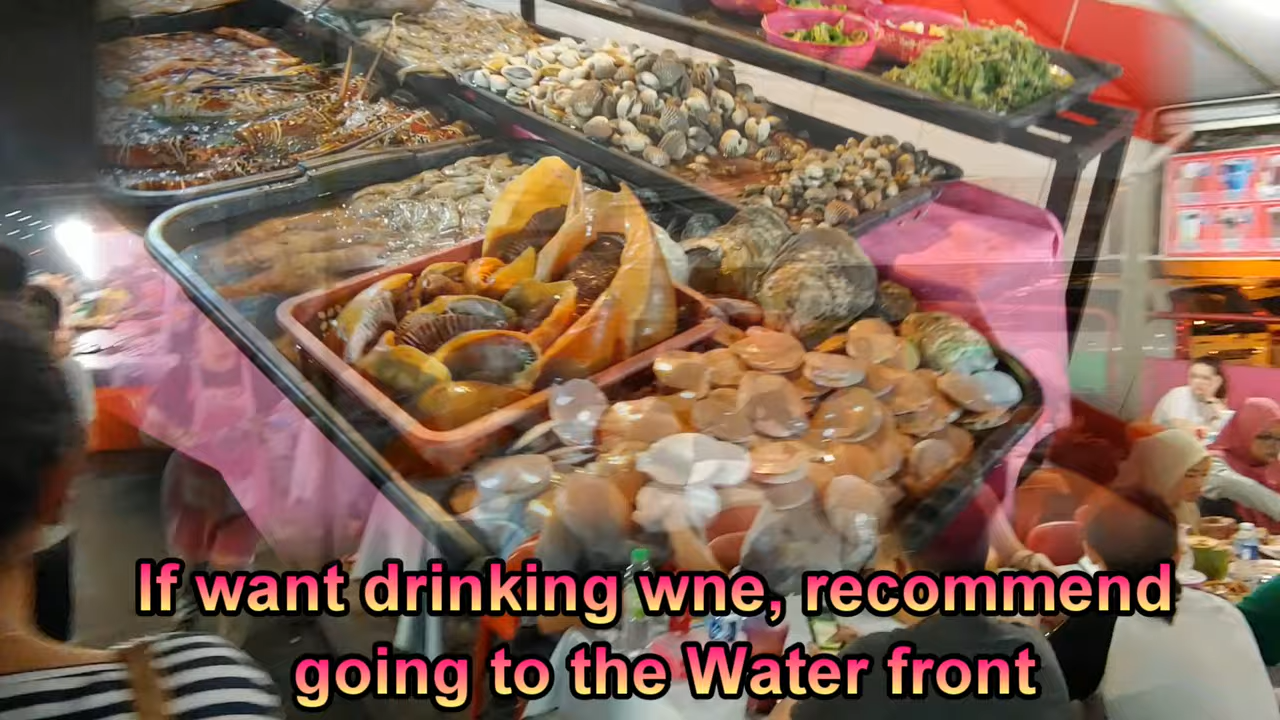 If want drinking wne, recommend
going to the Water front